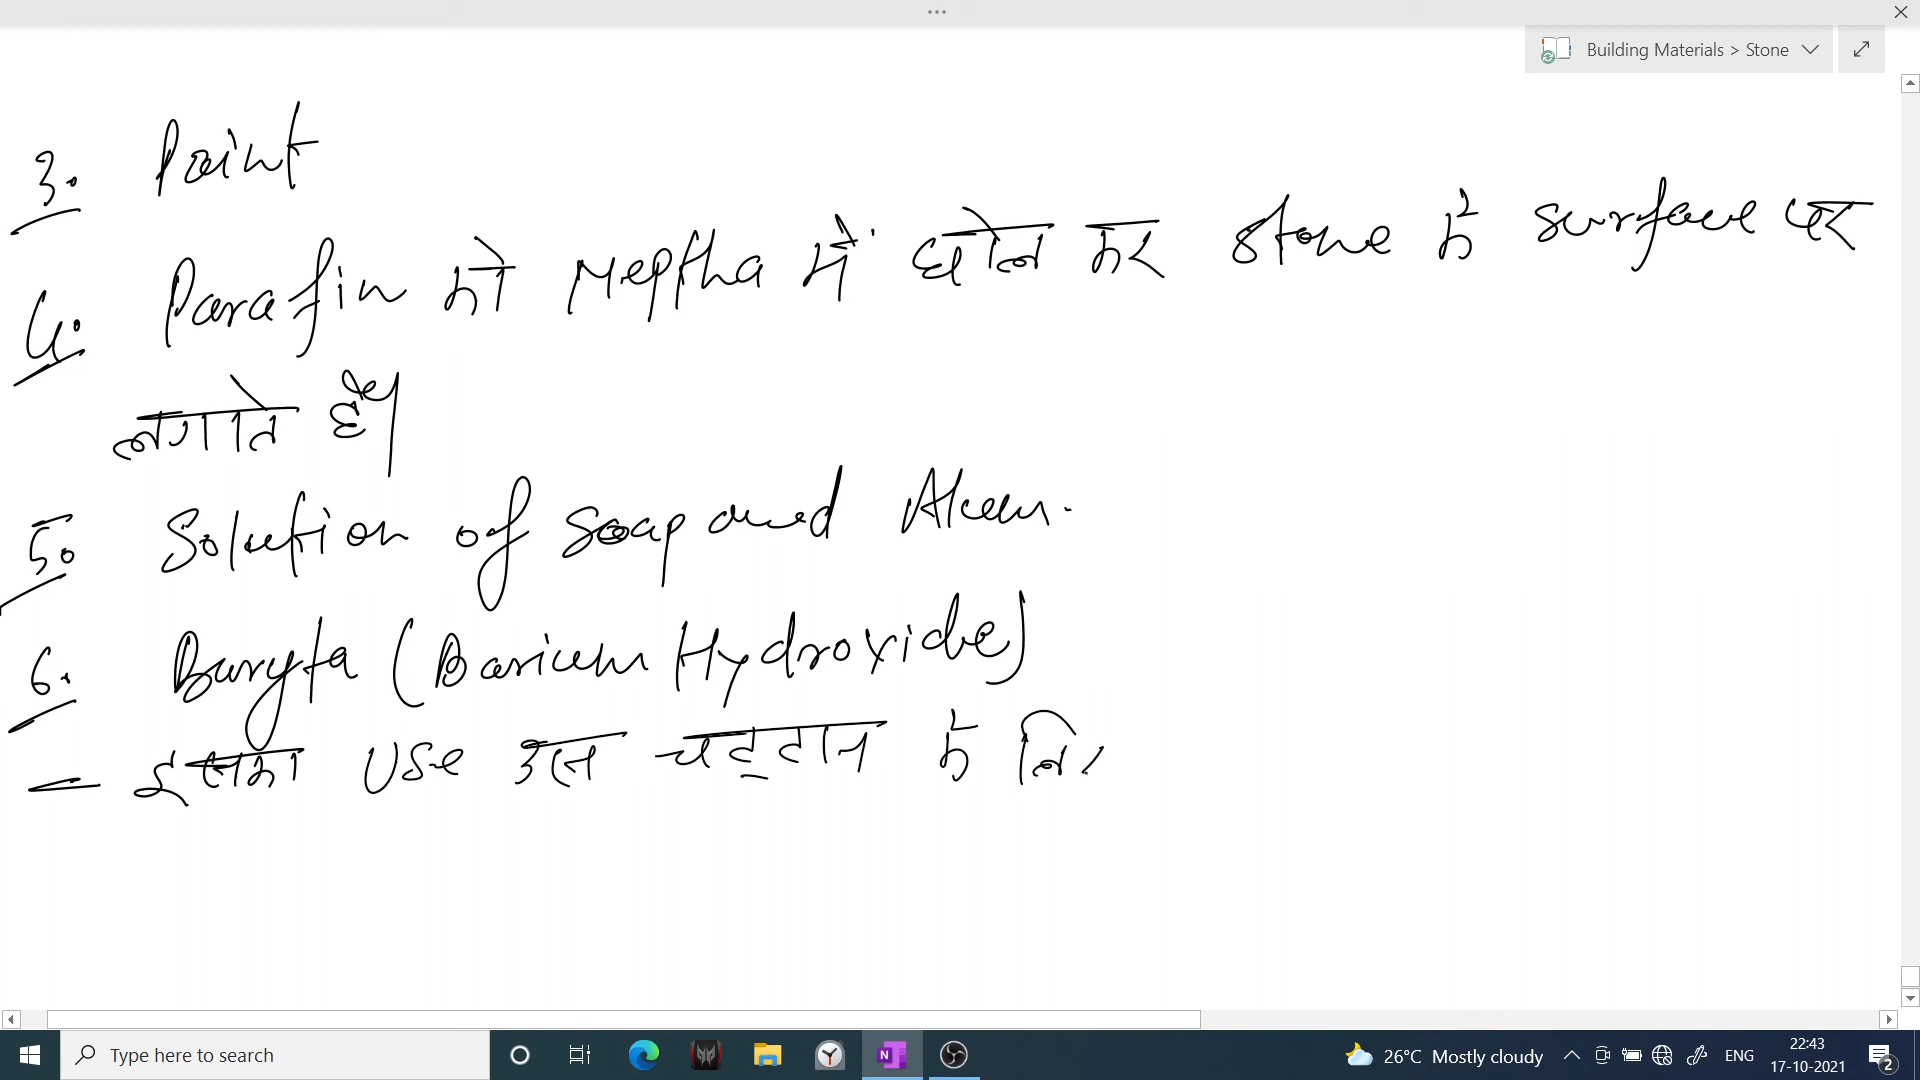 Building Materials > Stone
3. Paint
4. Parafin को Neptha में घोल कर Stone के surface पर
लगाते है।
5. Solution of soap and Alum.
6. Baryta (Barium Hydroxide)
— इसका Use उस चट्टान के लि
Type here to search
26°C Mostly cloudy
ENG
22:43
17-10-2021
2